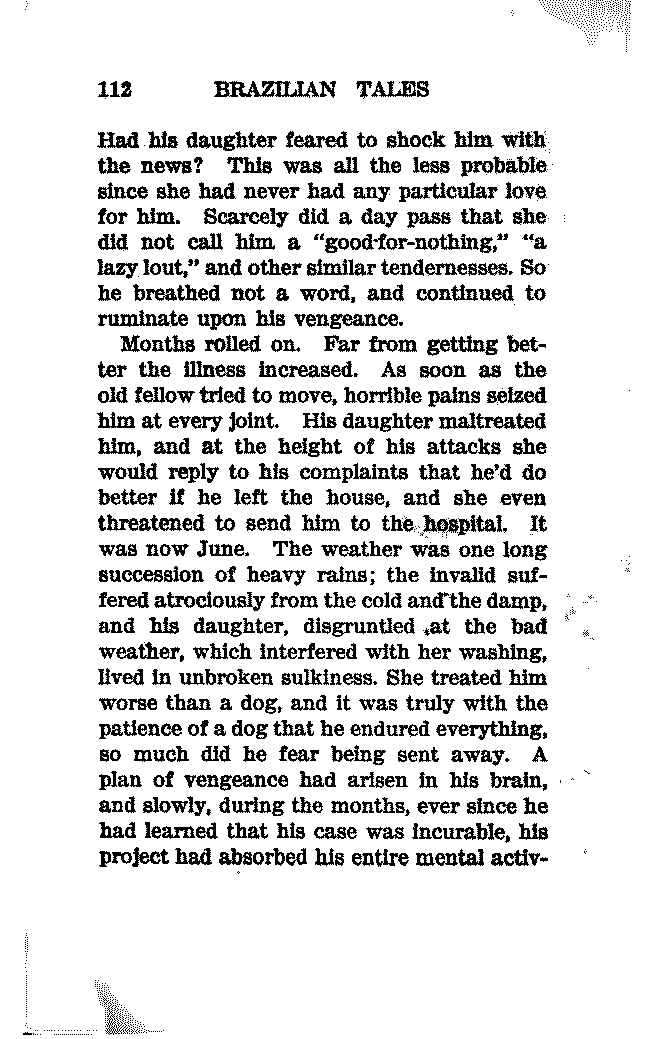 112 BRAZILIAN TALES
Had his daughter feared to shock him with
the news? This was all the less probable
since she had never had any particular love
for him. Scarcely did a day pass that she
did not call him a “good-for-nothing,” “a
lazy lout,” and other similar tendernesses. So
he breathed not a word, and continued to
ruminate upon his vengeance.
Months rolled on. Far from getting bet-
ter the illness increased. As soon as the
old fellow tried to move, horrible pains seized
him at every joint. His daughter maltreated
him, and at the height of his attacks she
would reply to his complaints that he’d do
better if he left the house, and she even
threatened to send him to the hospital. It
was now June. The weather was one long
succession of heavy rains; the invalid suf-
fered atrociously from the cold and the damp,
and his daughter, disgruntled at the bad
weather, which interfered with her washing,
lived in unbroken sulkiness. She treated him
worse than a dog, and it was truly with the
patience of a dog that he endured everything,
so much did he fear being sent away. A
plan of vengeance had arisen in his brain,
and slowly, during the months, ever since he
had learned that his case was incurable, his
project had absorbed his entire mental activ-